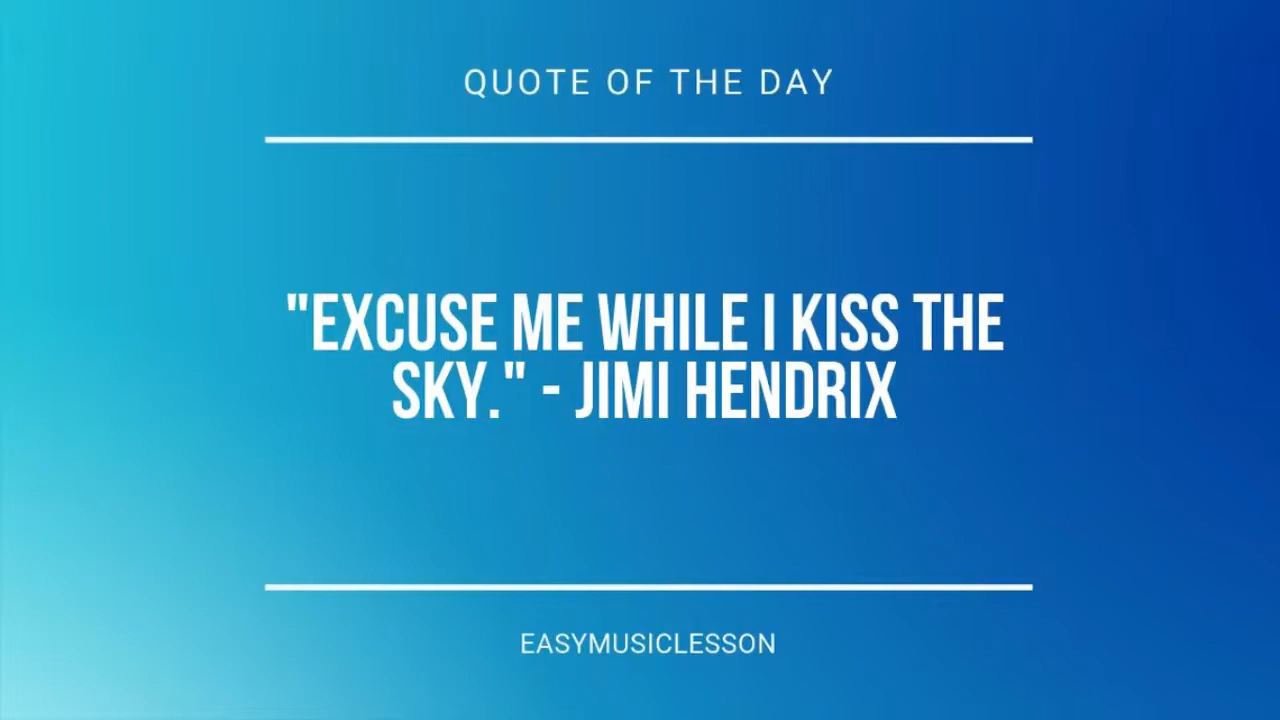 QUOTE OF THE DAY
"EXCUSE ME WHILE I KISS THE
SKY." - JIMI HENDRIX
EASYMUSICLESSON